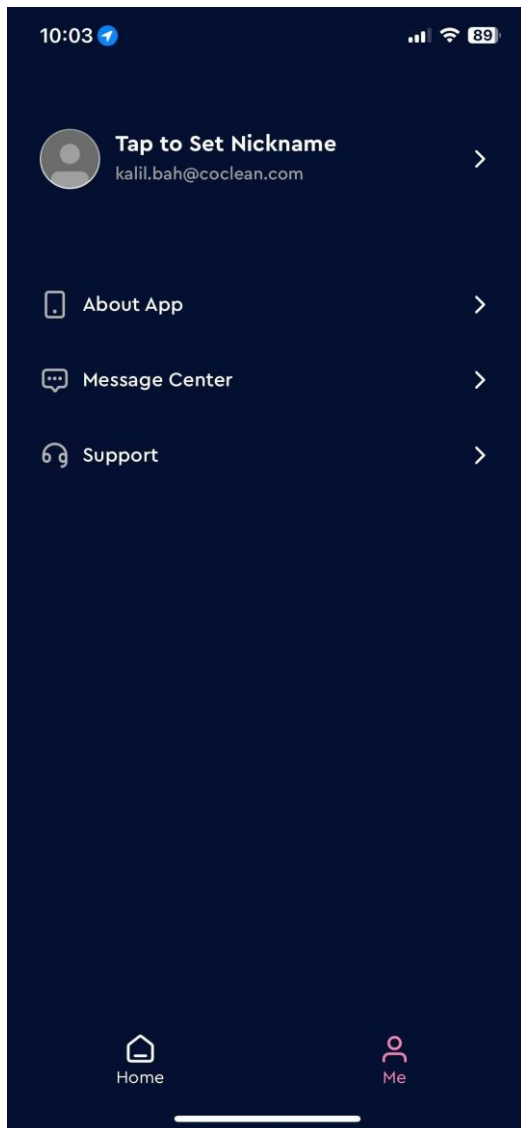 10:03
89
Tap to Set Nickname
kalil.bah@coclean.com
About App
Message Center
Support
Home
Me